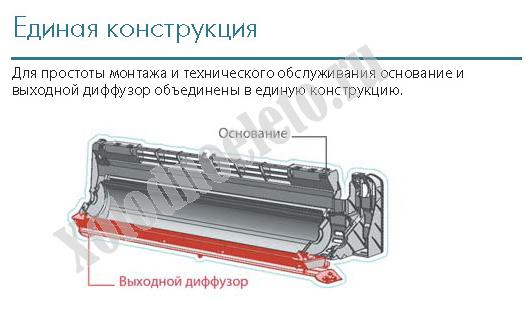 Единая конструкция
Для простоты монтажа и технического обслуживания основание и
выходной диффузор объединены в единую конструкцию.
Основание
Xolodnoeleto.ru
Выходной диффузор